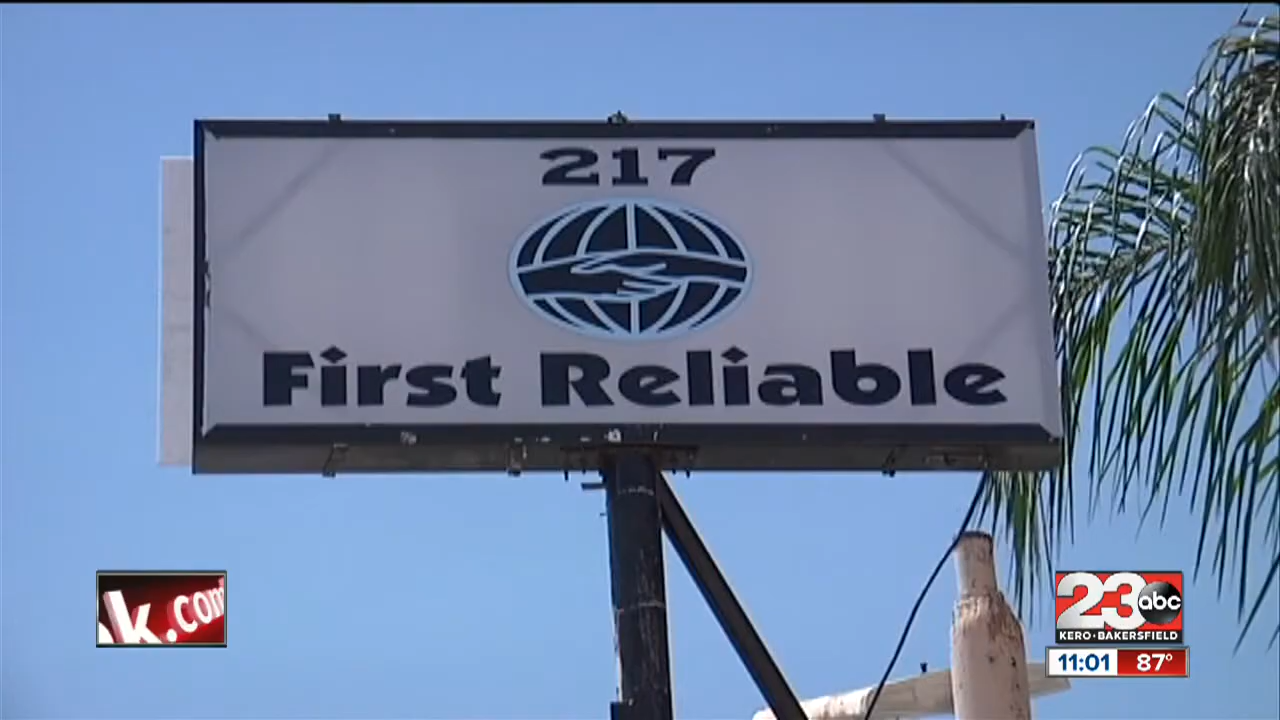 217
First Reliable
k.com
23 abc
KERO•BAKERSFIELD
11:01 87°